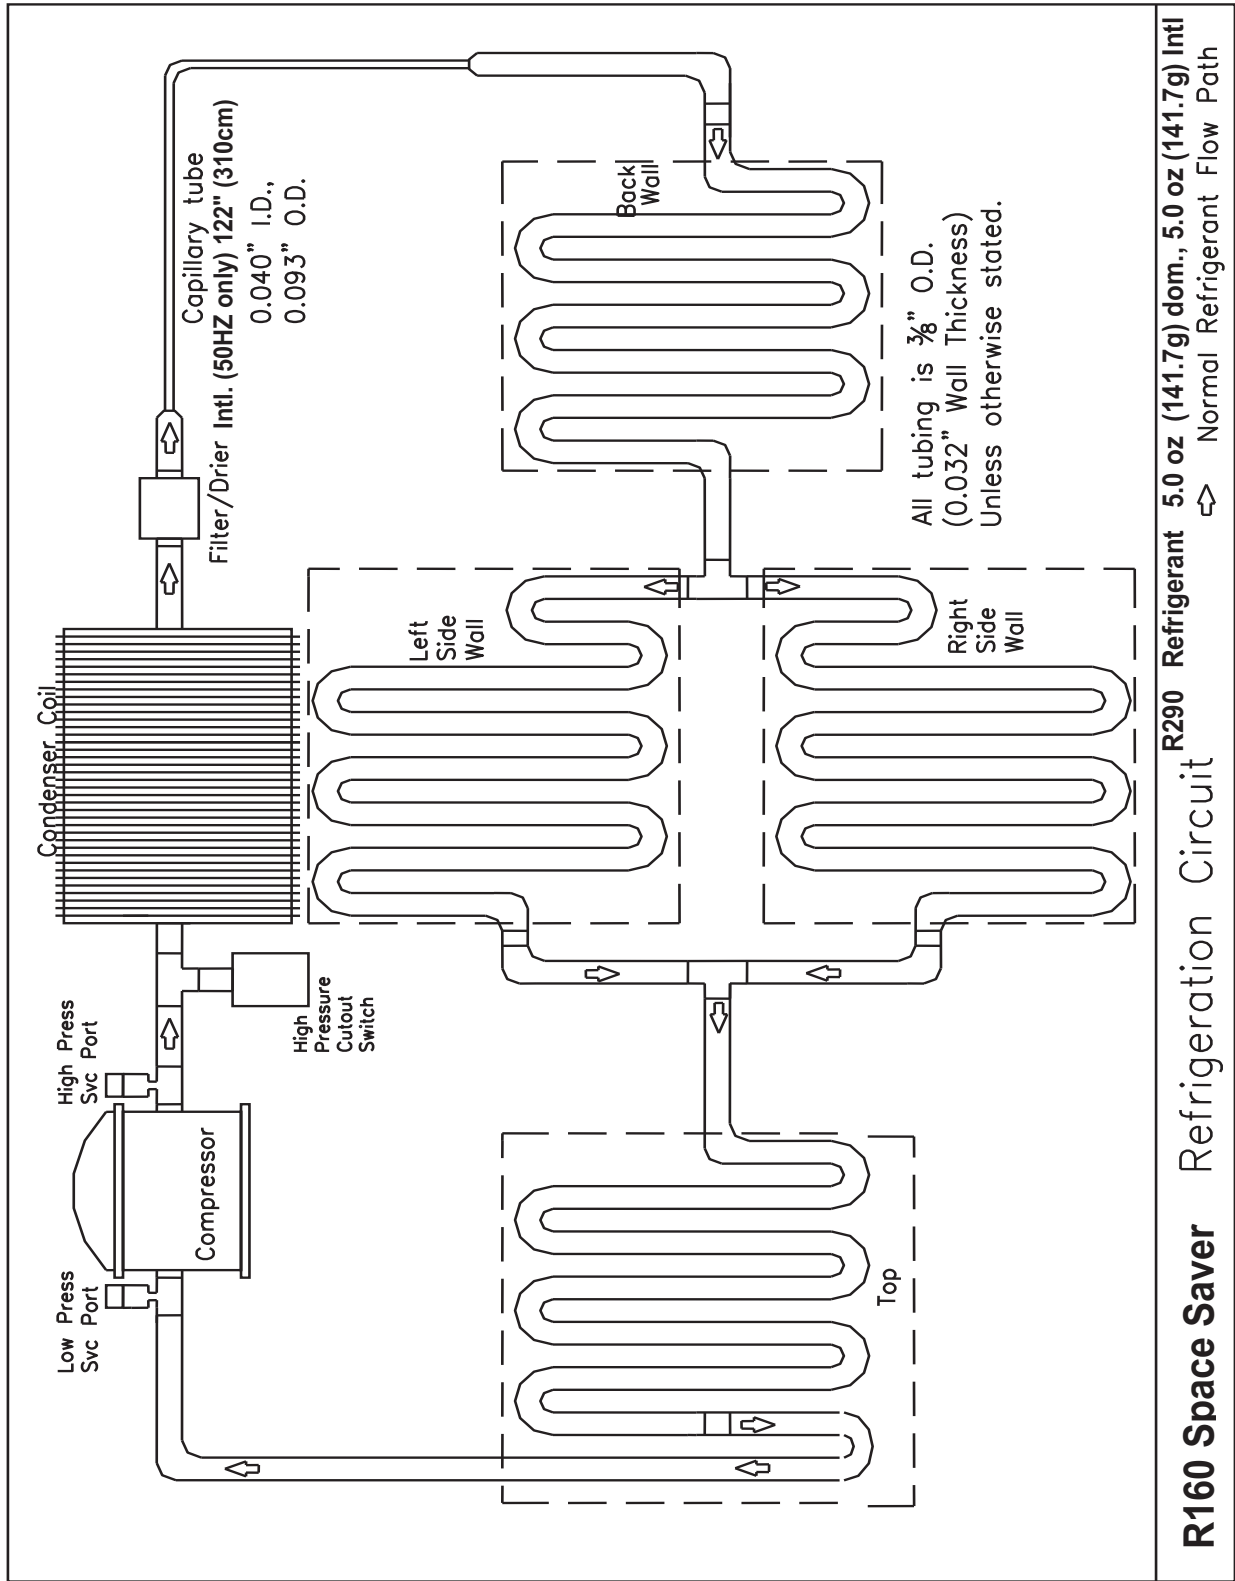 Low Press
Svc Port
High Press
Svc Port
Condenser Coil
Compressor
High
Pressure
Cutout
Switch
Filter/Drier
Capillary tube
Intl. (50HZ only) 122" (310cm)
0.040" I.D.,
0.093" O.D.
Left
Side
Wall
Back
Wall
Top
Right
Side
Wall
All tubing is ⅜" O.D.
(0.032" Wall Thickness)
Unless otherwise stated.
R160 Space Saver
Refrigeration Circuit
R290 Refrigerant 5.0 oz (141.7g) dom., 5.0 oz (141.7g) Intl
Normal Refrigerant Flow Path